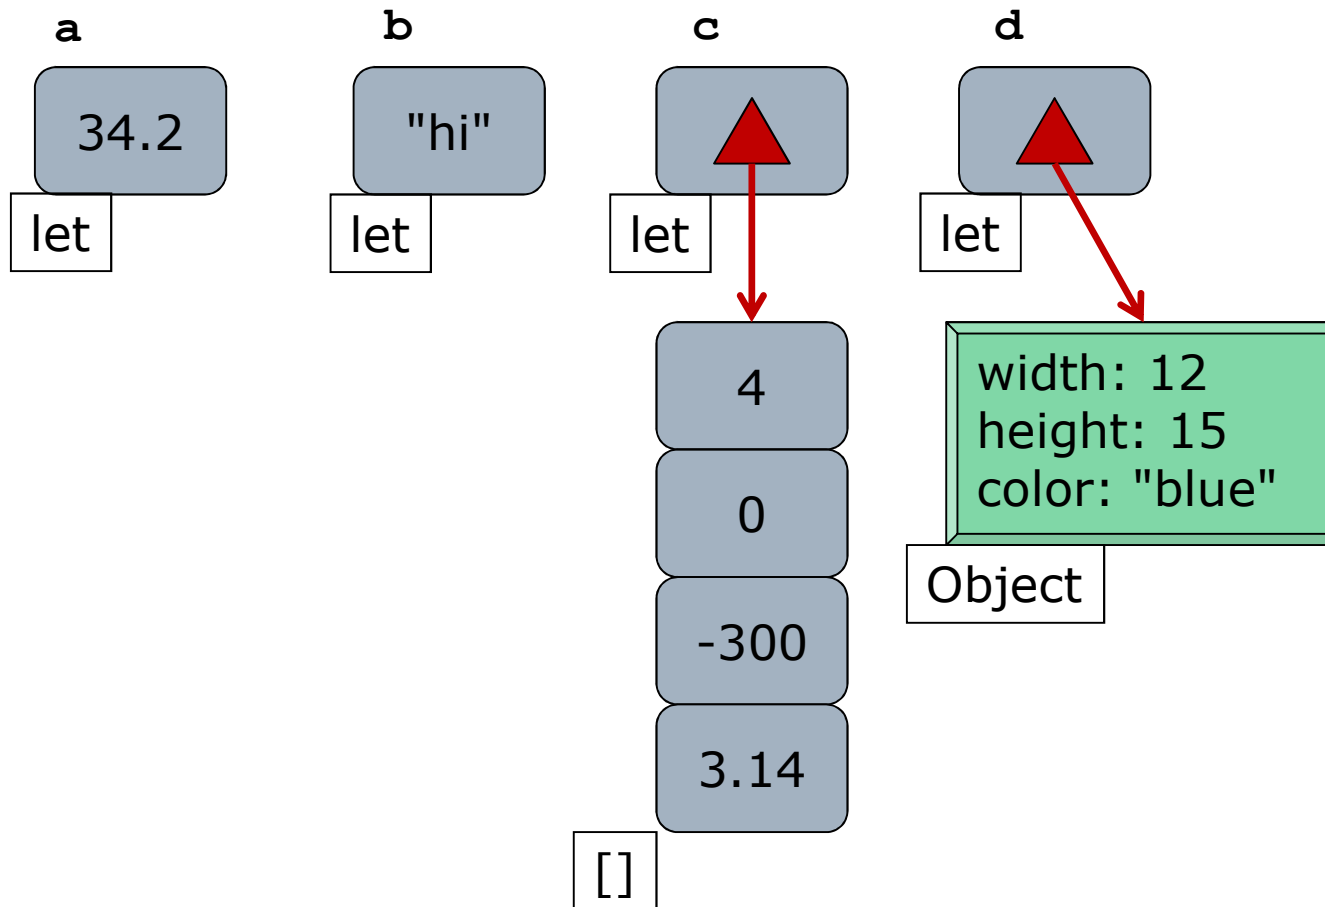 a b c d
34.2 "hi"
let let let let
4
0
-300
3.14
[]
width: 12
height: 15
color: "blue"
Object